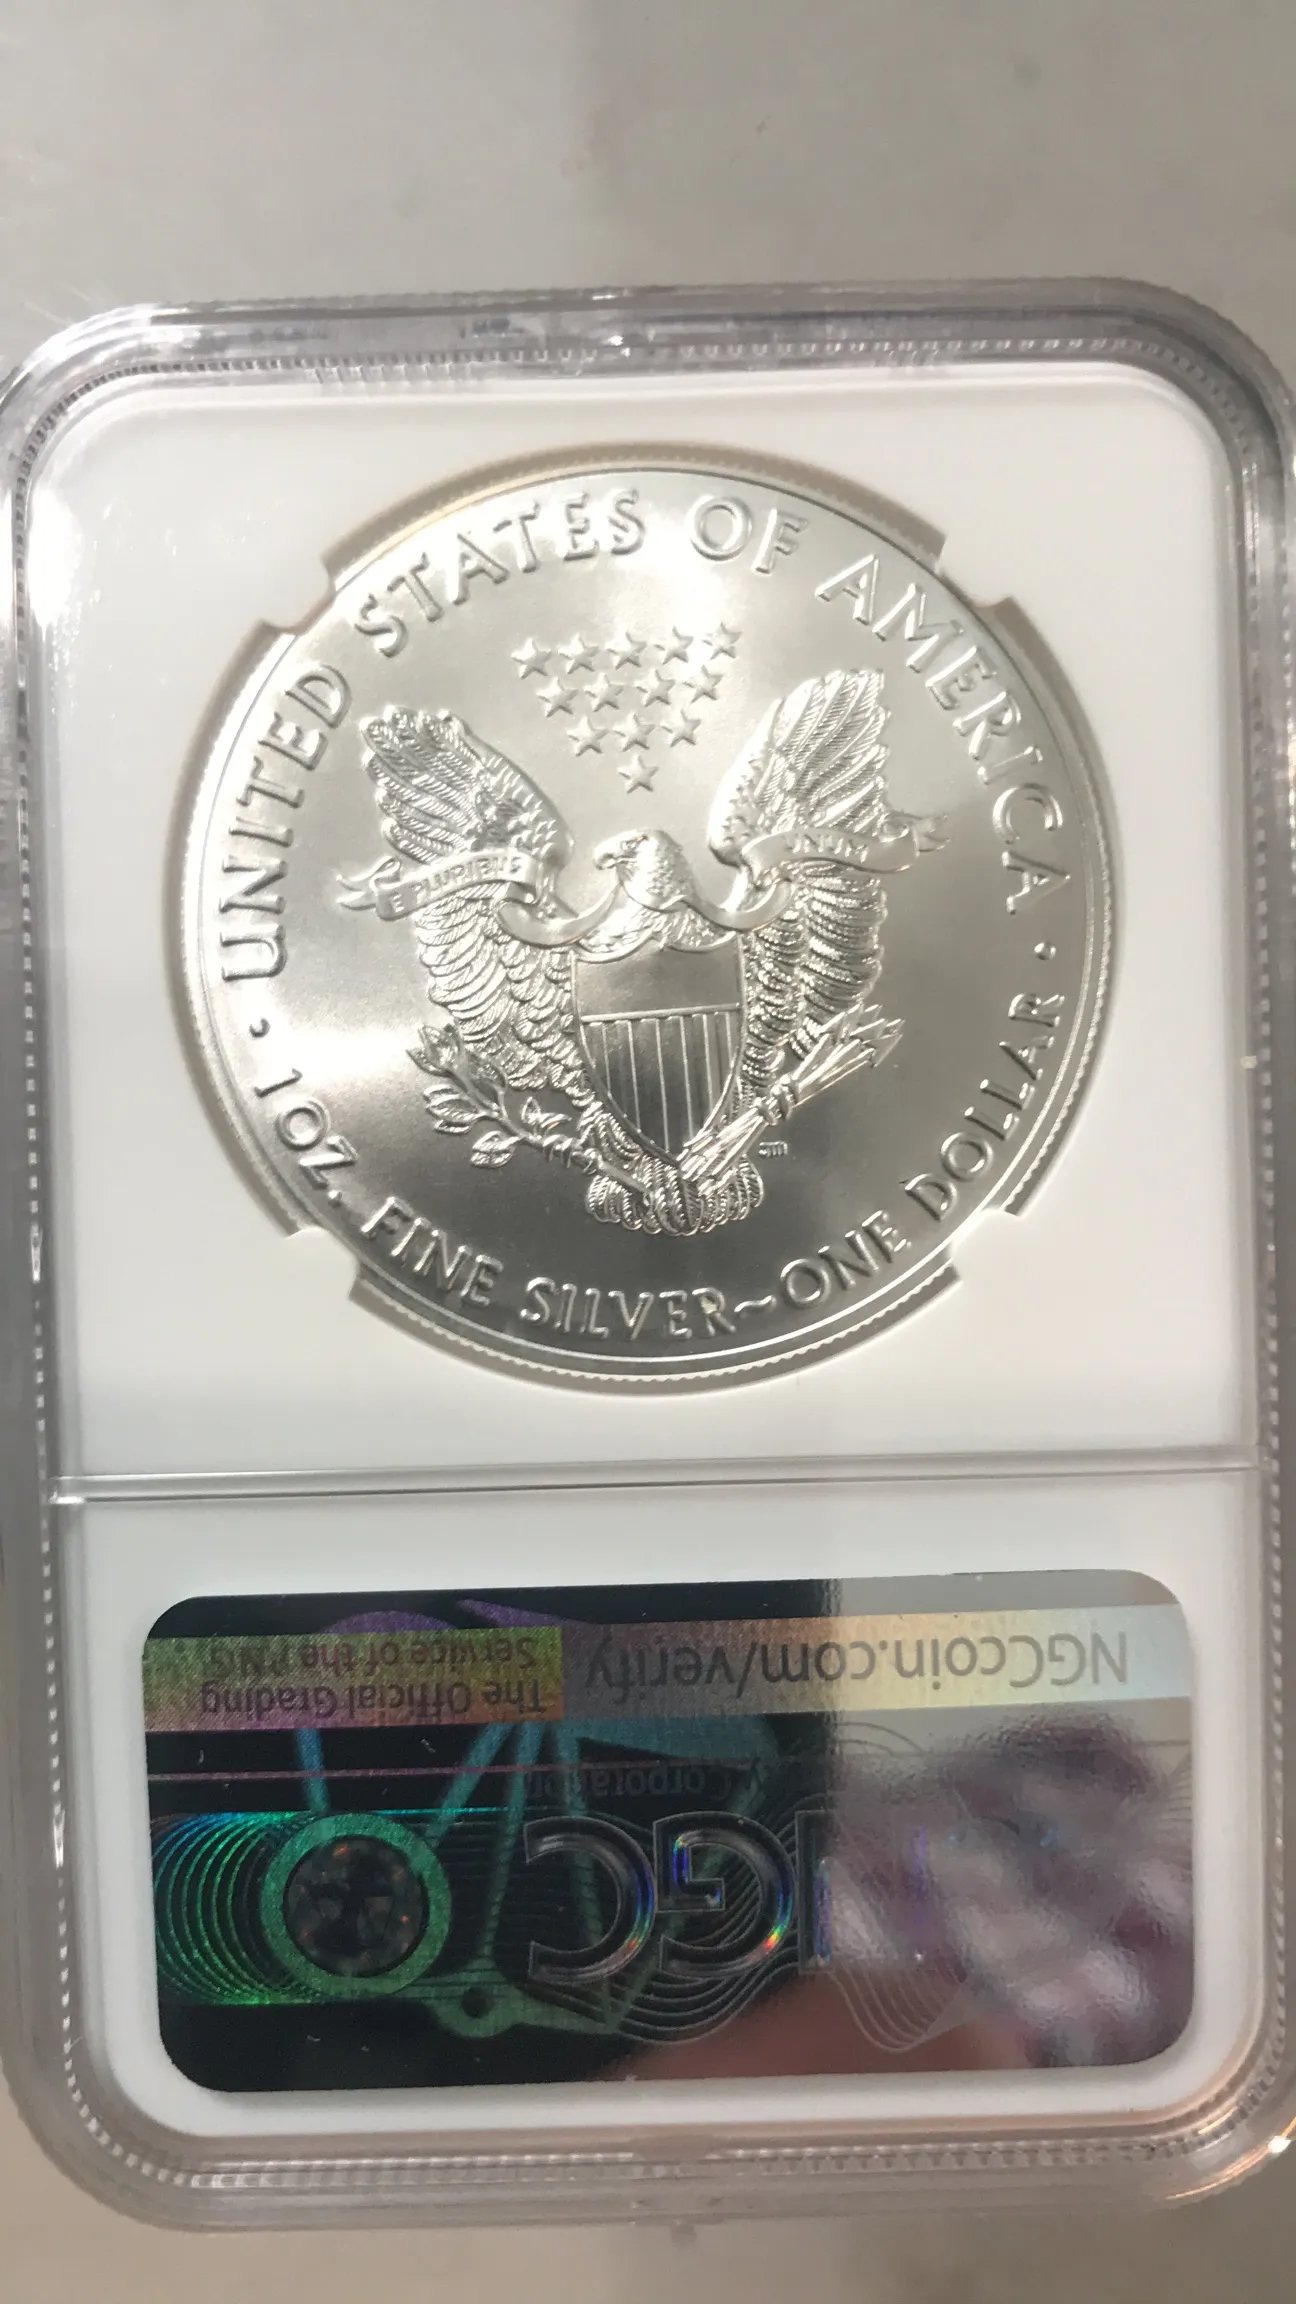 UNITED STATES OF AMERICA
E PLURIBUS
UNUM
1 OZ. FINE SILVER~ONE DOLLAR
NGCcoin.com/verify
The Official Grading
Service of the PNG
NGC